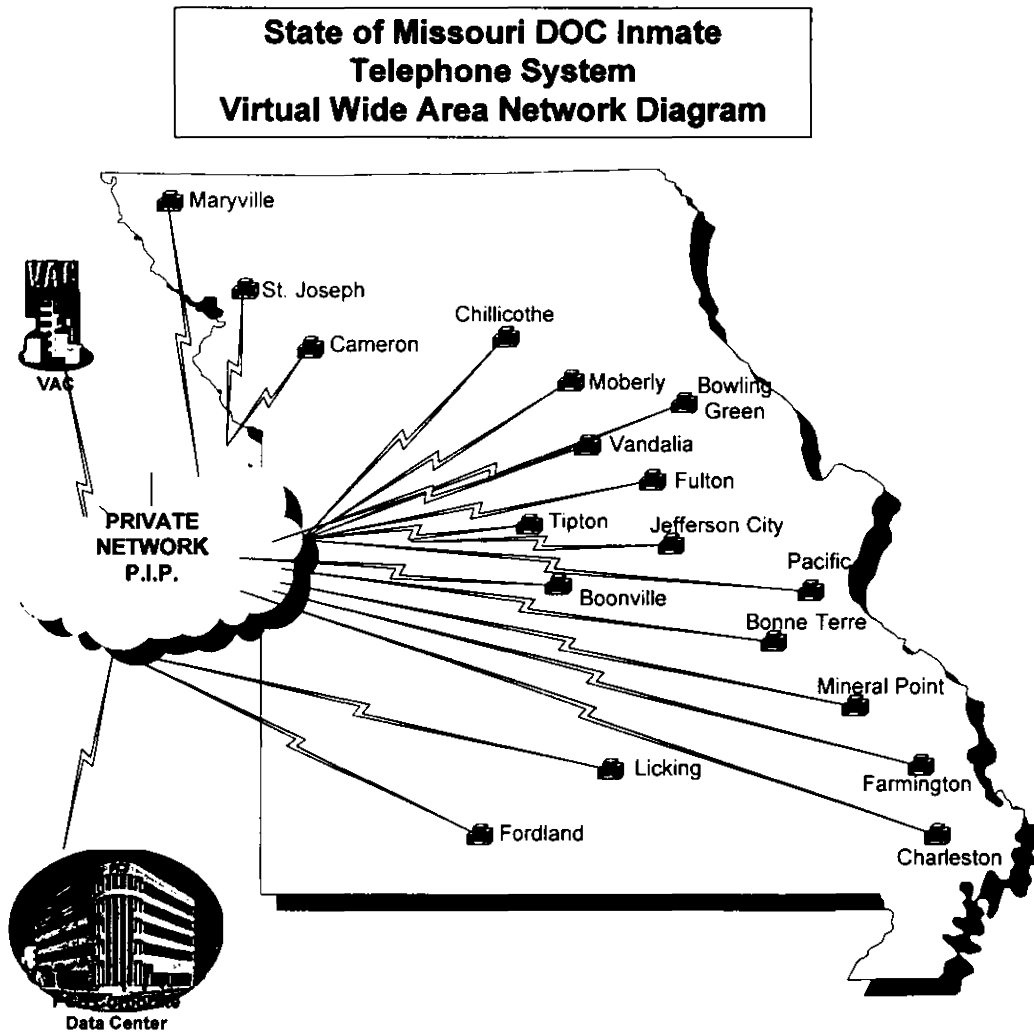 State of Missouri DOC Inmate
Telephone System
Virtual Wide Area Network Diagram
Maryville
VAC
VAC
St. Joseph
Cameron
Chillicothe
Moberly
Bowling
Green
Vandalia
Fulton
Tipton
Jefferson City
PRIVATE
NETWORK
P.I.P.
Pacific
Boonville
Bonne Terre
Mineral Point
Licking
Farmington
Fordland
Charleston
Data Center